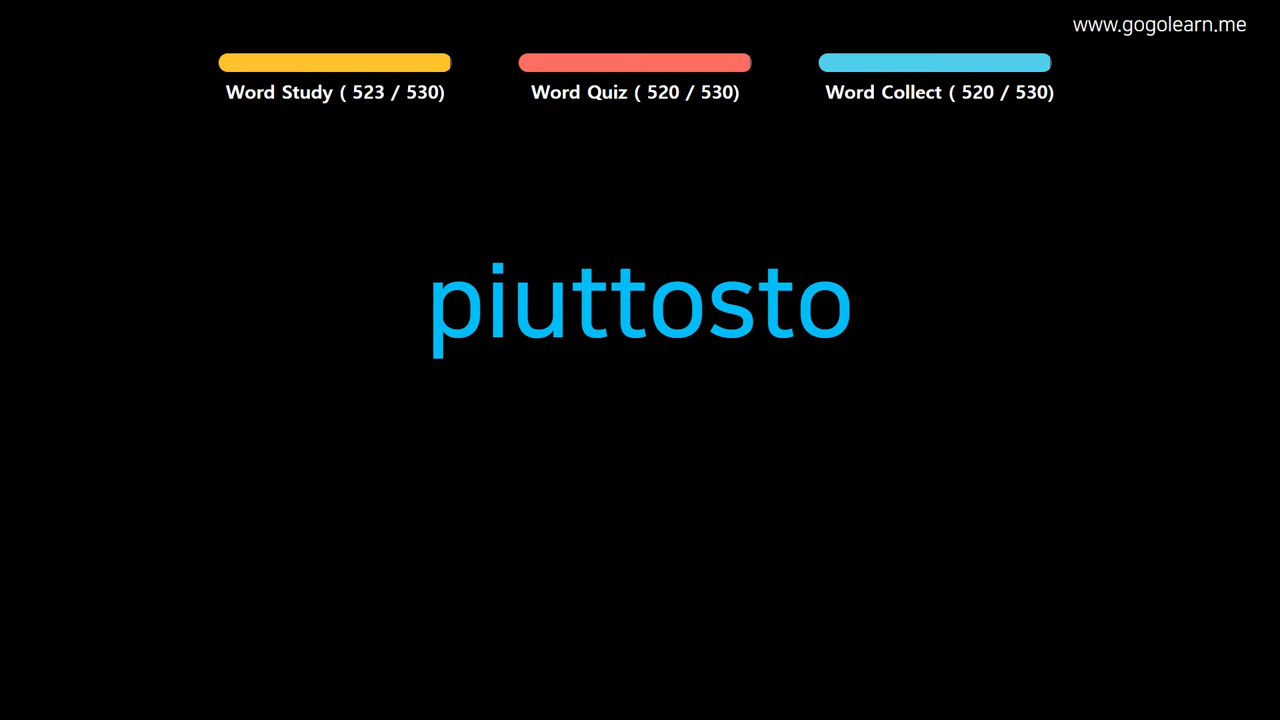 www.gogolearn.me
Word Study ( 523 / 530)
Word Quiz ( 520 / 530)
Word Collect ( 520 / 530)
piuttosto